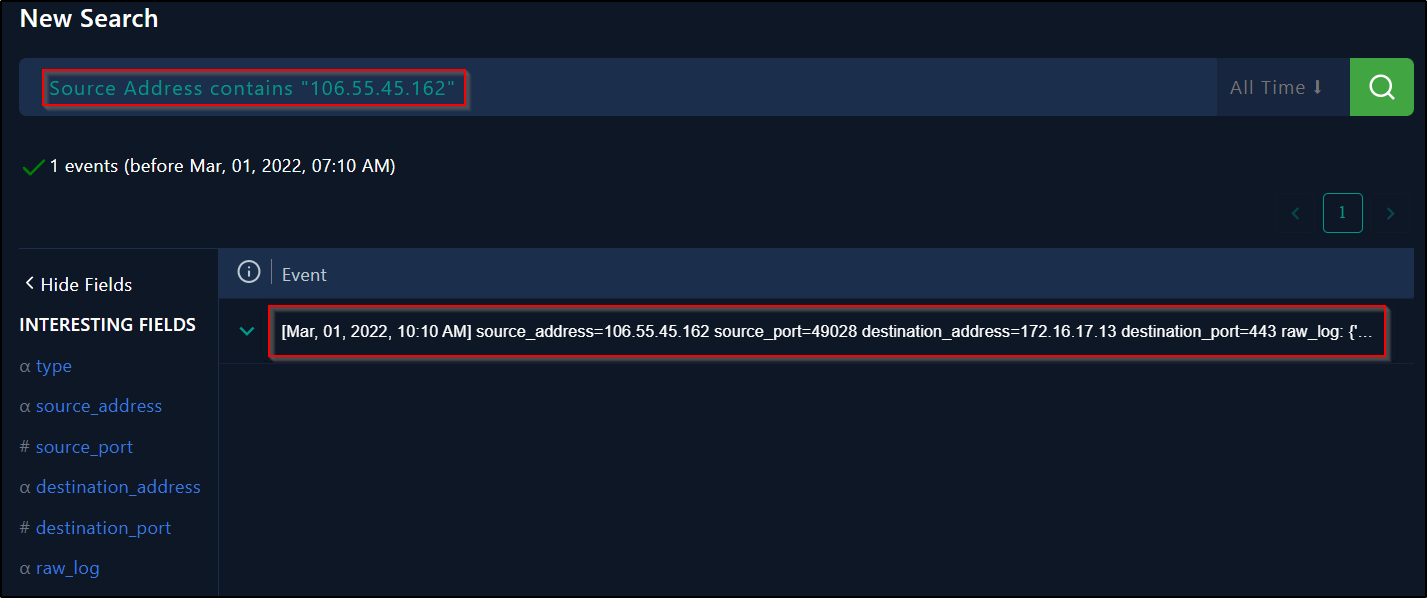 New Search
Source Address contains "106.55.45.162"
All Time ⬇
1 events (before Mar, 01, 2022, 07:10 AM)
1
Hide Fields
Event
INTERESTING FIELDS
[Mar, 01, 2022, 10:10 AM] source_address=106.55.45.162 source_port=49028 destination_address=172.16.17.13 destination_port=443 raw_log: {'...
α type
α source_address
# source_port
α destination_address
# destination_port
α raw_log